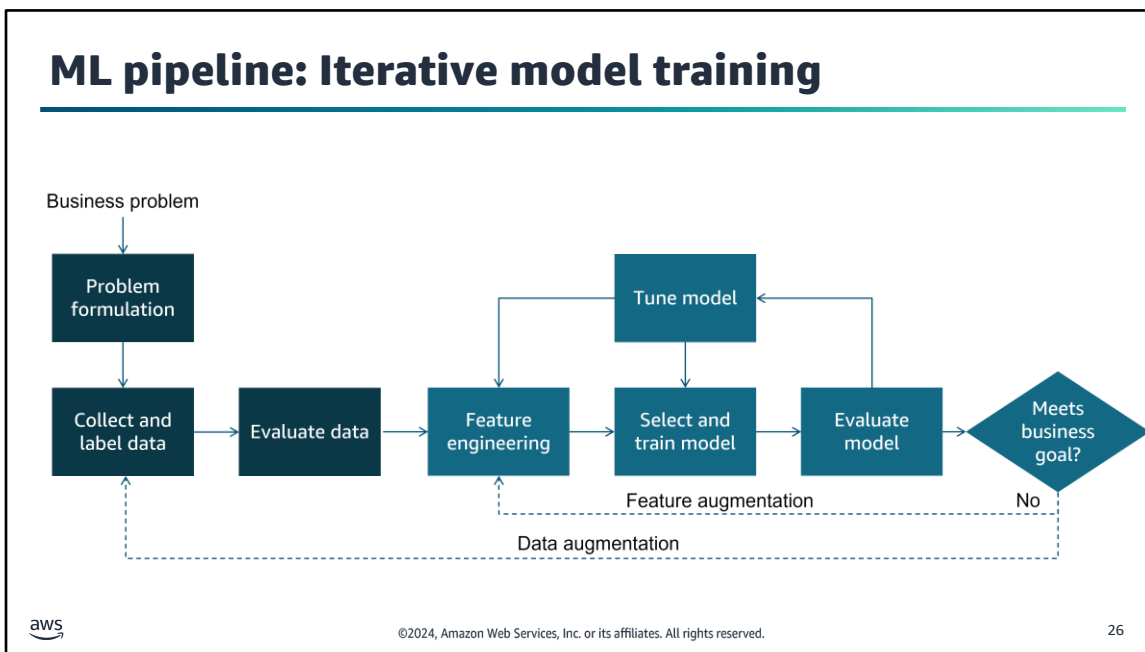 ML pipeline: Iterative model training
Business problem
Problem
formulation
Tune model
Collect and
label data
Evaluate data
Feature
engineering
Select and
train model
Evaluate
model
Meets
business
goal?
Feature augmentation
No
Data augmentation
aws
©2024, Amazon Web Services, Inc. or its affiliates. All rights reserved.
26